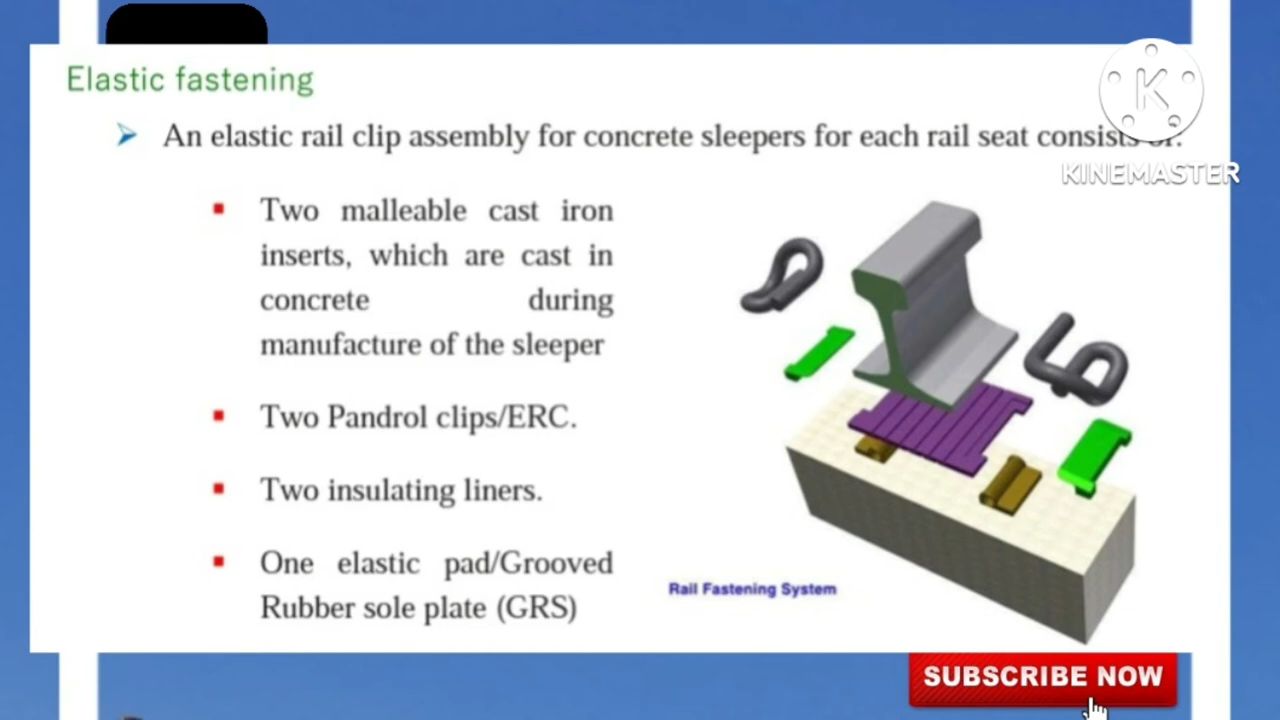 Elastic fastening
An elastic rail clip assembly for concrete sleepers for each rail seat consists of:
K
KINEMASTER
Two malleable cast iron
inserts, which are cast in
concrete during
manufacture of the sleeper
Two Pandrol clips/ERC.
Two insulating liners.
One elastic pad/Grooved
Rubber sole plate (GRS)
Rail Fastening System
SUBSCRIBE NOW